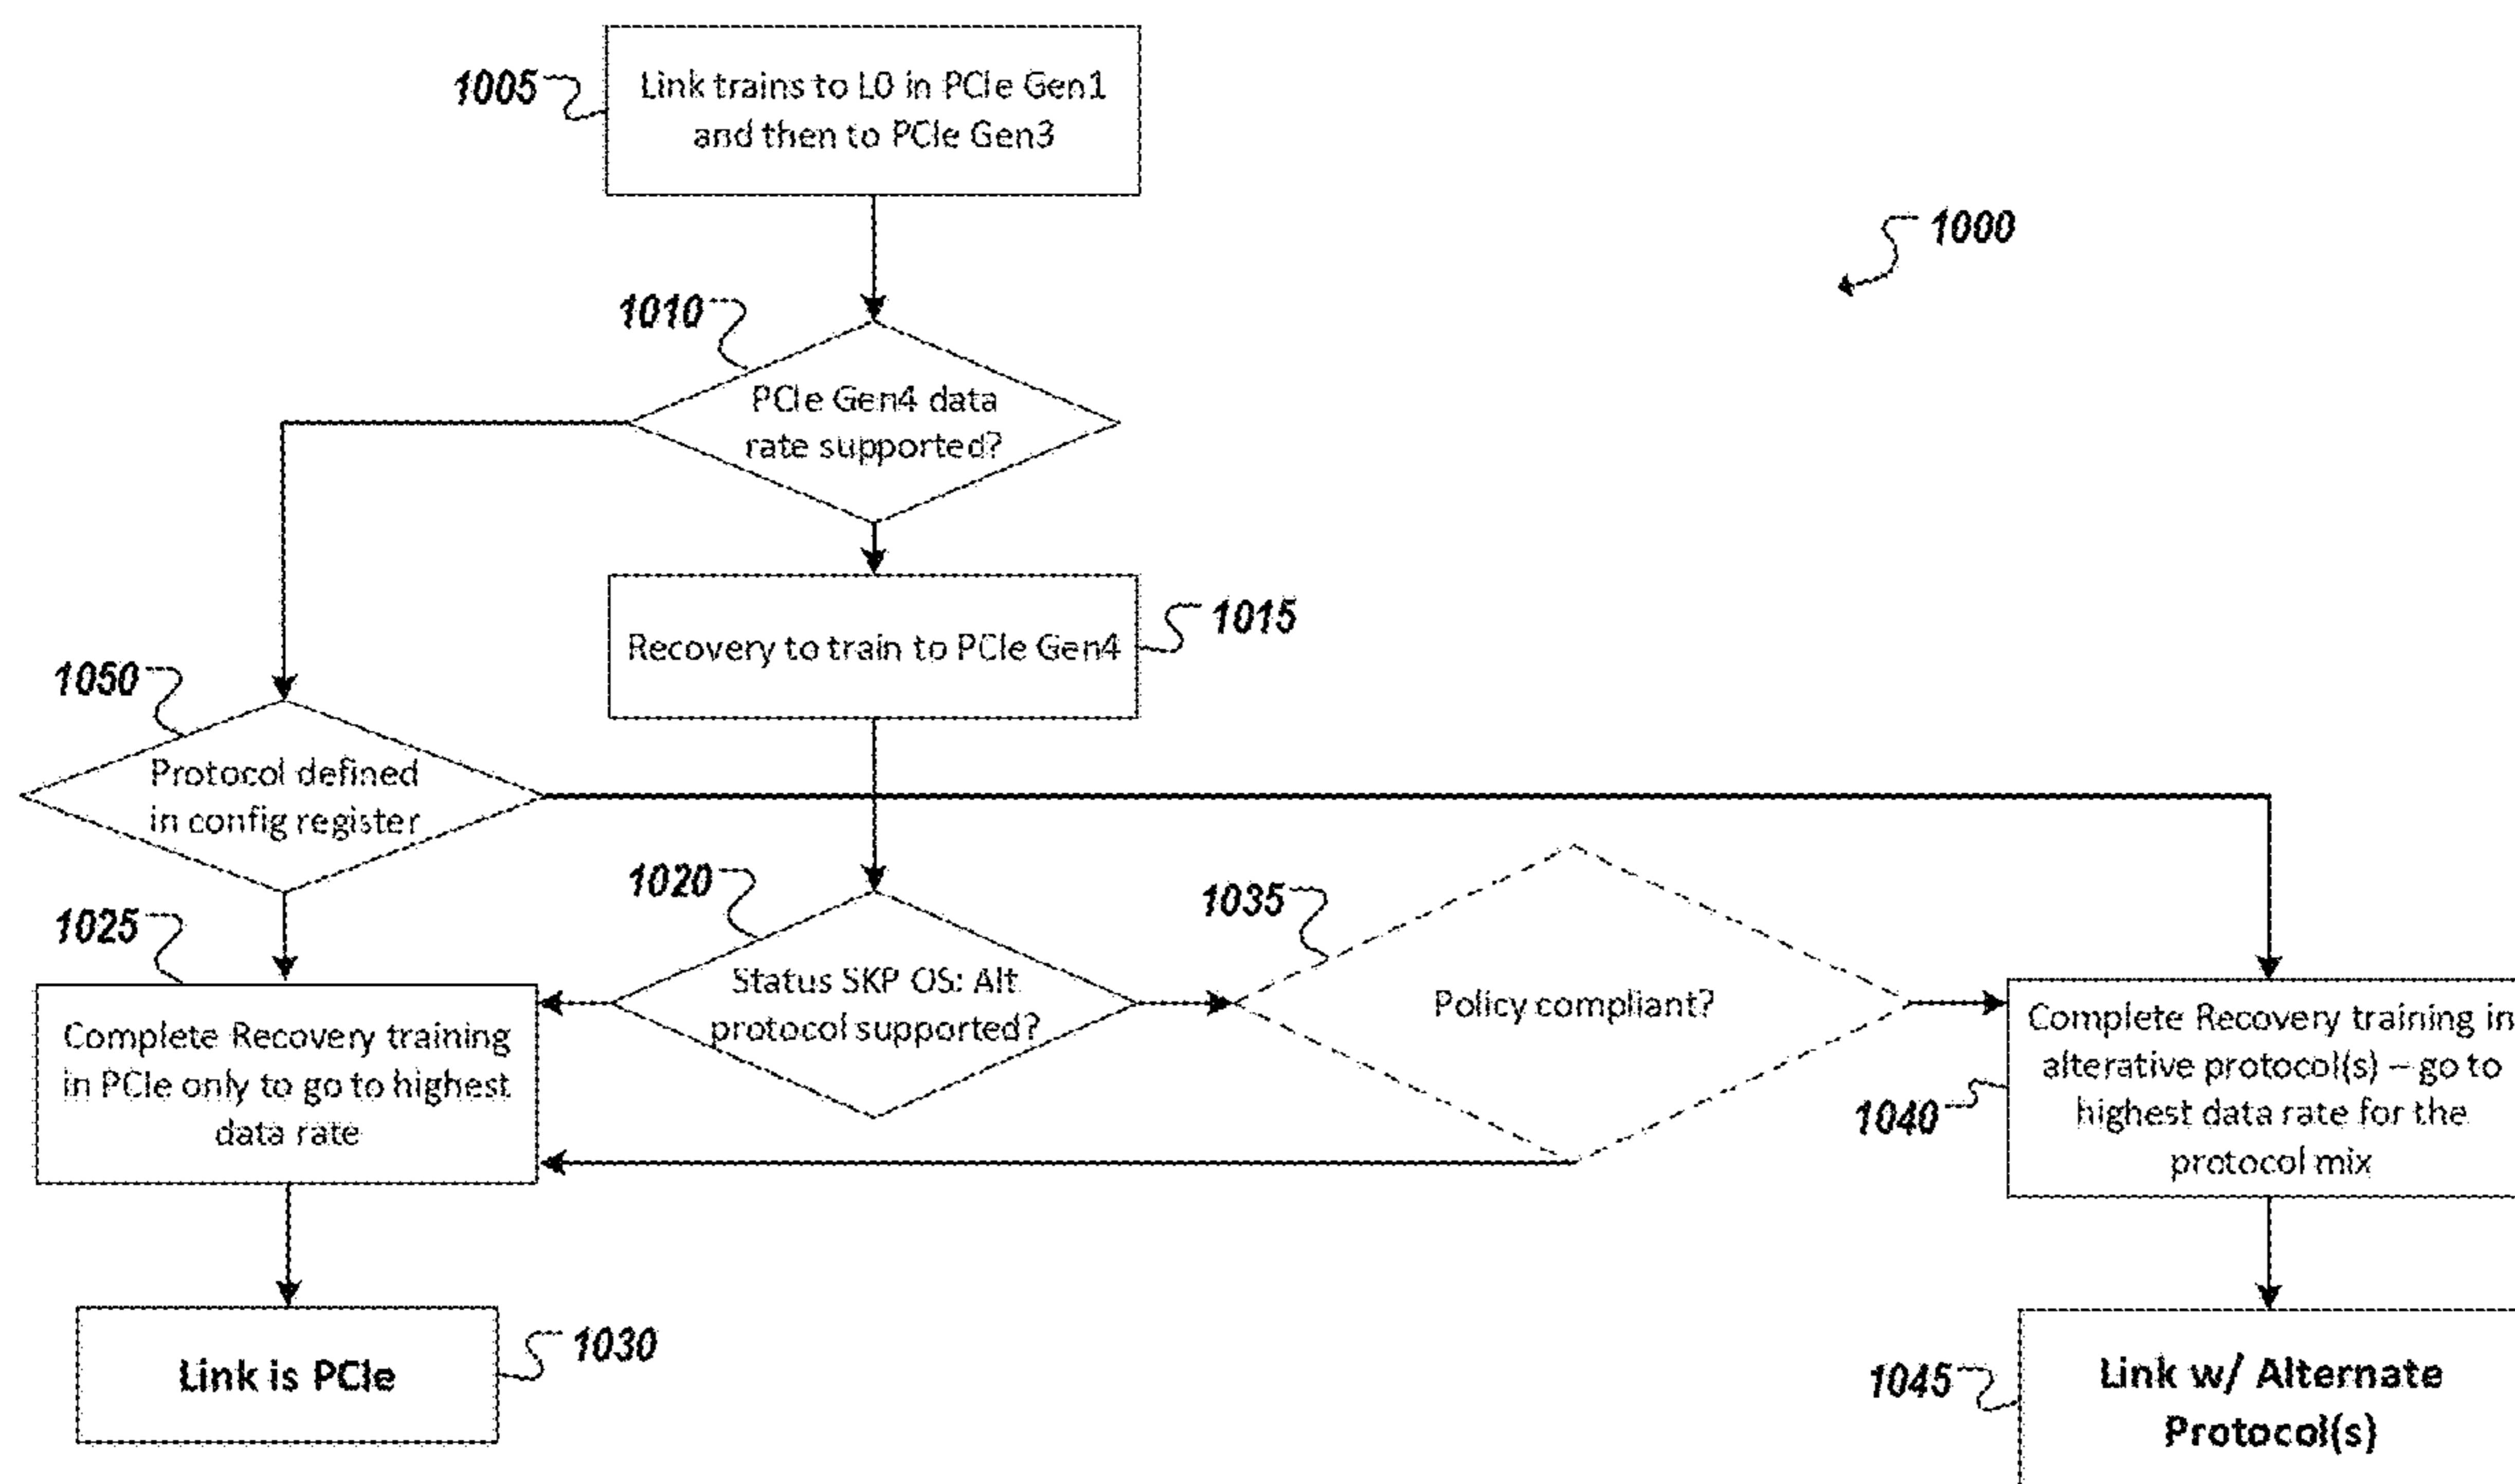 1005
Link trains to L0 in PCIe Gen1
and then to PCIe Gen3
1000
1010
PCIe Gen4 data
rate supported?
1015
Recovery to train to PCIe Gen4
1050
Protocol defined
in config register
1020
Status SKP OS: Alt
protocol supported?
1035
Policy compliant?
1025
Complete Recovery training
in PCIe only to go to highest
data rate
Complete Recovery training in
alterative protocol(s) – go to
highest data rate for the
protocol mix
1040
Link is PCIe
1030
1045
Link w/ Alternate
Protocol(s)